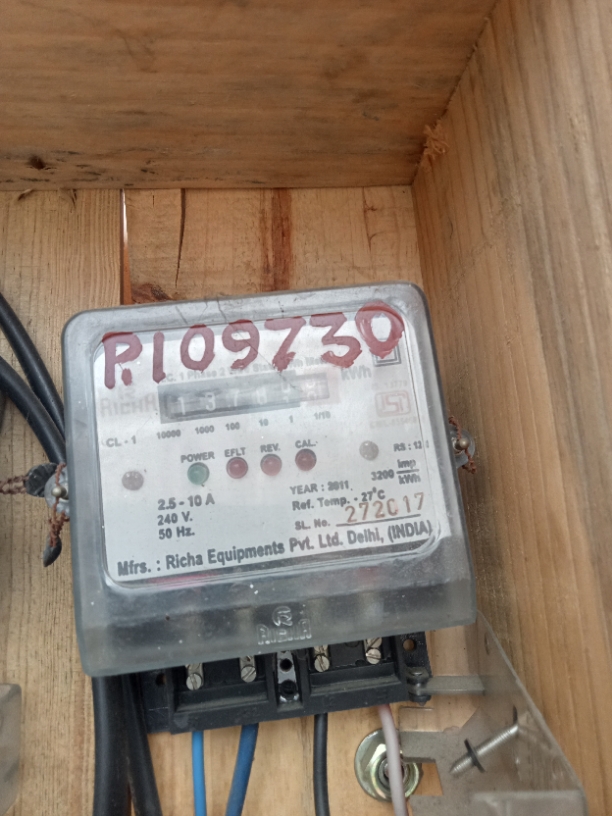 P.109730
kWh
RICHA
CL - 1 10000 1000 100 10 1 1/10
POWER EFLT REV. CAL.
3200 imp/kWh
2.5 - 10 A YEAR : 2011
240 V. Ref. Temp. - 27°C
50 Hz. SL. No. 272017
Mfrs. : Richa Equipments Pvt. Ltd. Delhi, (INDIA)